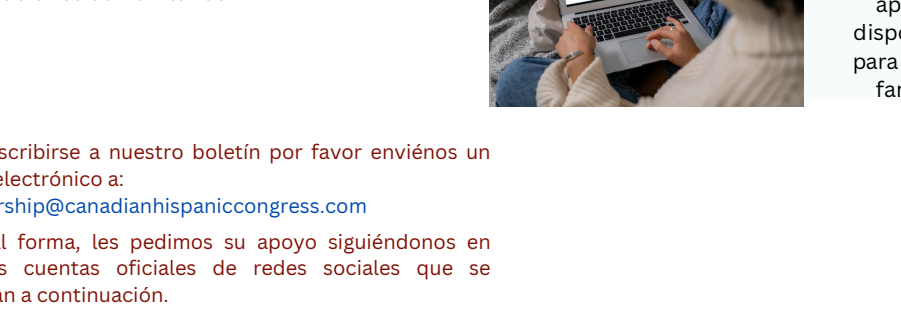 scribirse a nuestro boletín por favor enviénos un
electrónico a:
rship@canadianhispaniccongress.com
l forma, les pedimos su apoyo siguiéndonos en
s cuentas oficiales de redes sociales que se
an a continuación.
ap
dispo
para
far